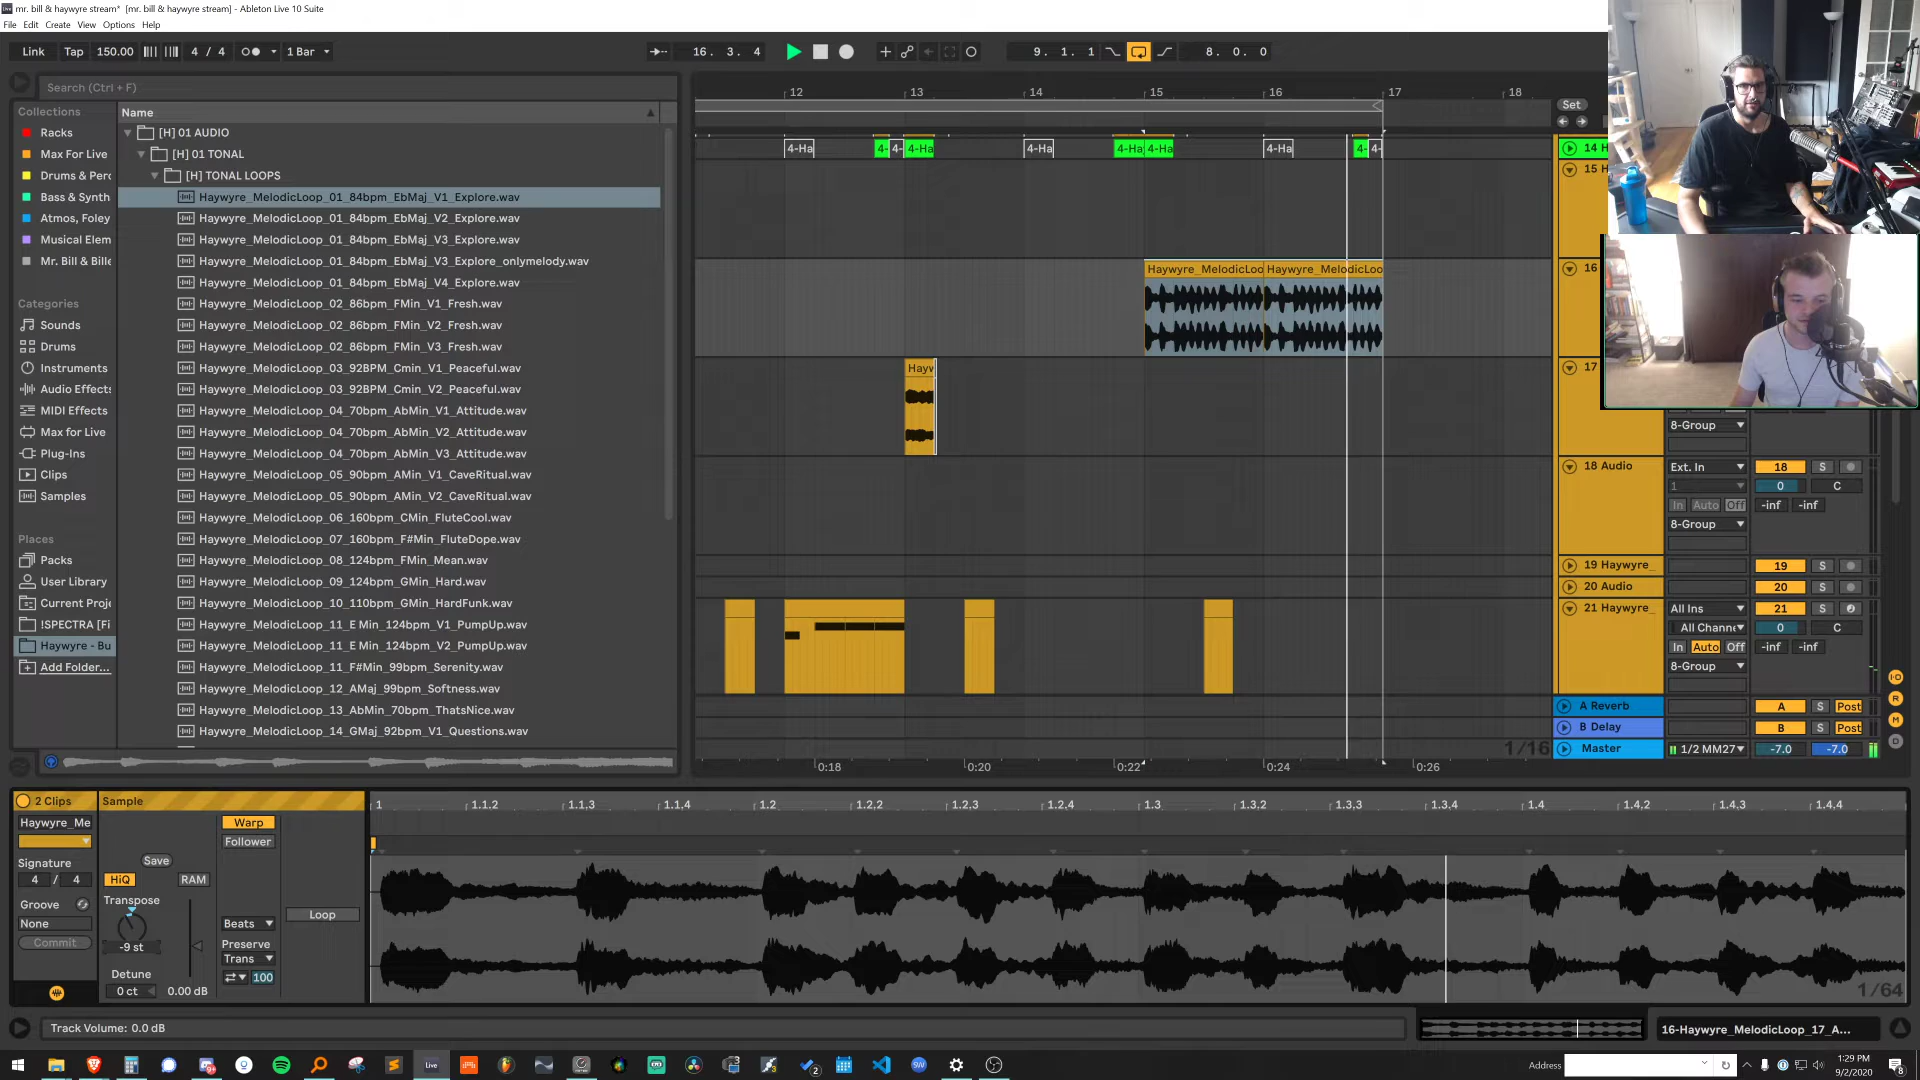 mr. bill & haywyre stream* [mr. bill & haywyre stream] - Ableton Live 10 Suite
File Edit Create View Options Help
Link Tap 150.00 4 / 4 1 Bar 16. 3. 4 9. 1. 1 8. 0. 0
Search (Ctrl + F)
Collections
Racks
Max For Live
Drums & Perc
Bass & Synth
Atmos, Foley
Musical Elem
Mr. Bill & Bille
Categories
Sounds
Drums
Instruments
Audio Effects
MIDI Effects
Max for Live
Plug-Ins
Clips
Samples
Places
Packs
User Library
Current Proje
!SPECTRA [Fi
Haywyre - Bu
Add Folder...
Name
[H] 01 AUDIO
[H] 01 TONAL
[H] TONAL LOOPS
Haywyre_MelodicLoop_01_84bpm_EbMaj_V1_Explore.wav
Haywyre_MelodicLoop_01_84bpm_EbMaj_V2_Explore.wav
Haywyre_MelodicLoop_01_84bpm_EbMaj_V3_Explore.wav
Haywyre_MelodicLoop_01_84bpm_EbMaj_V3_Explore_onlymelody.wav
Haywyre_MelodicLoop_01_84bpm_EbMaj_V4_Explore.wav
Haywyre_MelodicLoop_02_86bpm_FMin_V1_Fresh.wav
Haywyre_MelodicLoop_02_86bpm_FMin_V2_Fresh.wav
Haywyre_MelodicLoop_02_86bpm_FMin_V3_Fresh.wav
Haywyre_MelodicLoop_03_92BPM_Cmin_V1_Peaceful.wav
Haywyre_MelodicLoop_03_92BPM_Cmin_V2_Peaceful.wav
Haywyre_MelodicLoop_04_70bpm_AbMin_V1_Attitude.wav
Haywyre_MelodicLoop_04_70bpm_AbMin_V2_Attitude.wav
Haywyre_MelodicLoop_04_70bpm_AbMin_V3_Attitude.wav
Haywyre_MelodicLoop_05_90bpm_AMin_V1_CaveRitual.wav
Haywyre_MelodicLoop_05_90bpm_AMin_V2_CaveRitual.wav
Haywyre_MelodicLoop_06_160bpm_CMin_FluteCool.wav
Haywyre_MelodicLoop_07_160bpm_F#Min_FluteDope.wav
Haywyre_MelodicLoop_08_124bpm_FMin_Mean.wav
Haywyre_MelodicLoop_09_124bpm_GMin_Hard.wav
Haywyre_MelodicLoop_10_110bpm_GMin_HardFunk.wav
Haywyre_MelodicLoop_11_E Min_124bpm_V1_PumpUp.wav
Haywyre_MelodicLoop_11_E Min_124bpm_V2_PumpUp.wav
Haywyre_MelodicLoop_11_F#Min_99bpm_Serenity.wav
Haywyre_MelodicLoop_12_AMaj_99bpm_Softness.wav
Haywyre_MelodicLoop_13_AbMin_70bpm_ThatsNice.wav
Haywyre_MelodicLoop_14_GMaj_92bpm_V1_Questions.wav
12 13 14 15 16 17 18
Set
4-Ha 4- 4- 4-Ha 4-Ha 4-Ha 4-Ha 4-Ha 4- 4-
14 H
15 H
Haywyre_MelodicLoo Haywyre_MelodicLoo
16
Hayw
17
8-Group
18 Audio Ext. In 18 S
1 0 C
In Auto Off -inf -inf
8-Group
19 Haywyre_ 19 S
20 Audio 20 S
21 Haywyre_ All Ins 21 S
All Channe 0 C
In Auto Off -inf -inf
8-Group
A Reverb A S Post
B Delay B S Post
1/16 Master 1/2 MM27 -7.0 -7.0
0:18 0:20 0:22 0:24 0:26
2 Clips Sample
Haywyre_Me
Signature
4 / 4
Groove
None
Commit
Save
HiQ RAM
Transpose
-9 st
Detune
0 ct 0.00 dB
Warp
Follower
Beats
Preserve
Trans
100
Loop
1 1.1.2 1.1.3 1.1.4 1.2 1.2.2 1.2.3 1.2.4 1.3 1.3.2 1.3.3 1.3.4 1.4 1.4.2 1.4.3 1.4.4
1/64
Track Volume: 0.0 dB
16-Haywyre_MelodicLoop_17_A...
Live
Address
1:29 PM
9/2/2020